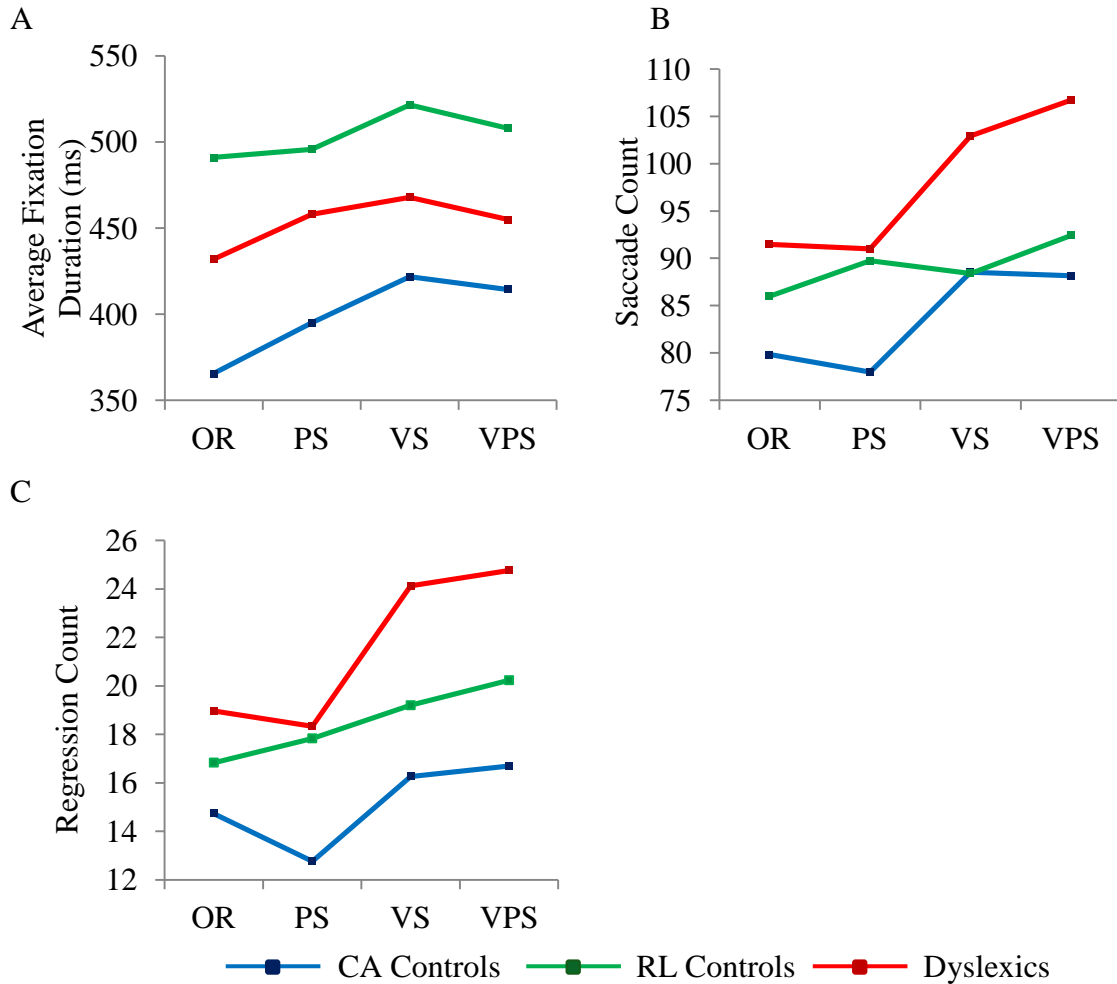 A
Average Fixation
Duration (ms)
550
500
450
400
350
OR PS VS VPS
B
Saccade Count
110
105
100
95
90
85
80
75
OR PS VS VPS
C
Regression Count
26
24
22
20
18
16
14
12
OR PS VS VPS
CA Controls RL Controls Dyslexics